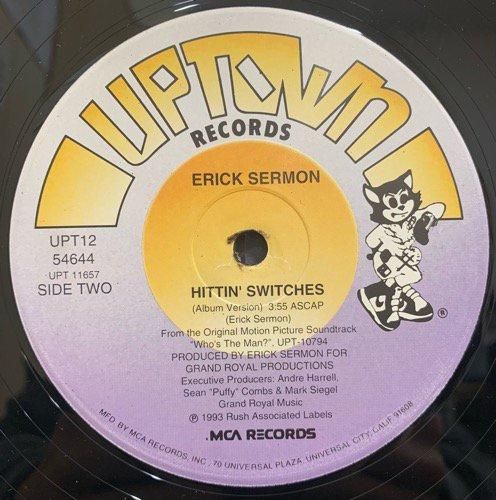 UPTOWN
RECORDS
ERICK SERMON
UPT12
54644
UPT 11657
SIDE TWO
HITTIN' SWITCHES
(Album Version) 3:55 ASCAP
(Erick Sermon)
From the Original Motion Picture Soundtrack
"Who's The Man?", UPT-10794
PRODUCED BY ERICK SERMON FOR
GRAND ROYAL PRODUCTIONS
Executive Producers: Andre Harrell,
Sean "Puffy" Combs & Mark Siegel
Grand Royal Music
℗ 1993 Rush Associated Labels
®
MCA RECORDS
MFD. BY MCA RECORDS, INC., 70 UNIVERSAL PLAZA, UNIVERSAL CITY, CALIF. 91608